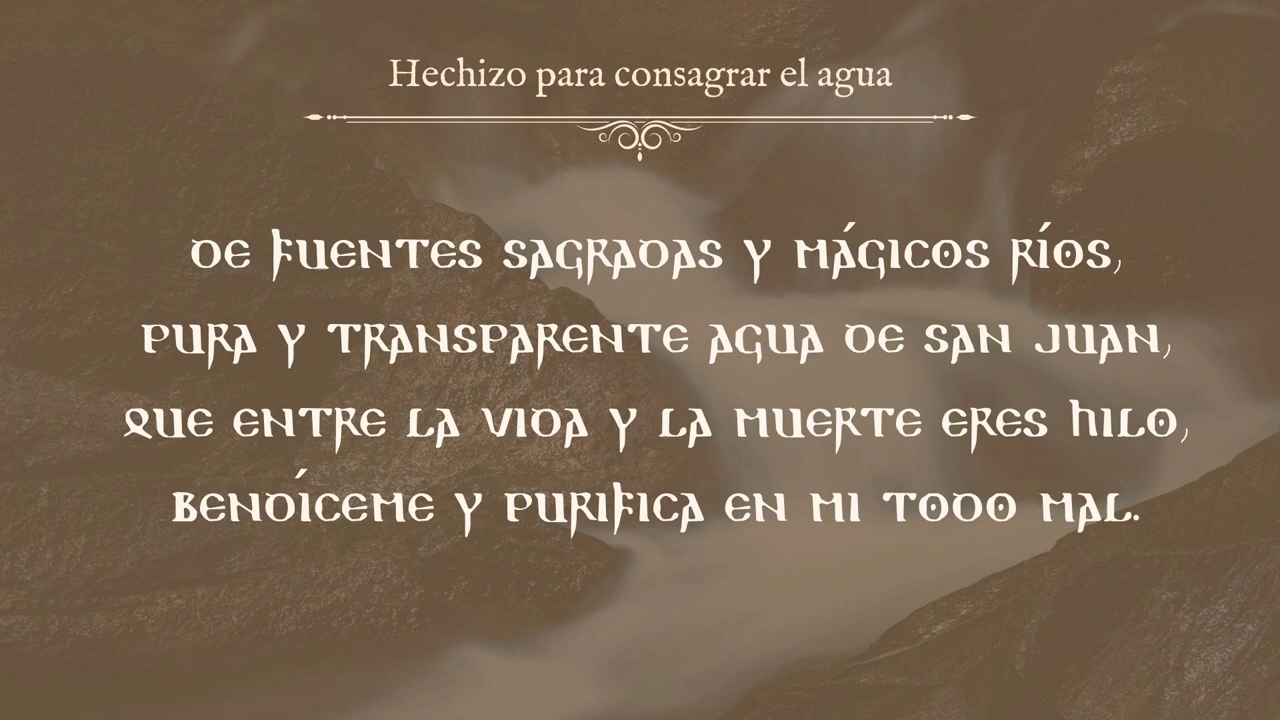 Hechizo para consagrar el agua
DE FUENTES SAGRADAS Y MÁGICOS RÍOS,
PURA Y TRANSPARENTE AGUA DE SAN JUAN,
QUE ENTRE LA VIDA Y LA MUERTE ERES HILO,
BENDÍCEME Y PURIFICA EN MI TODO MAL.